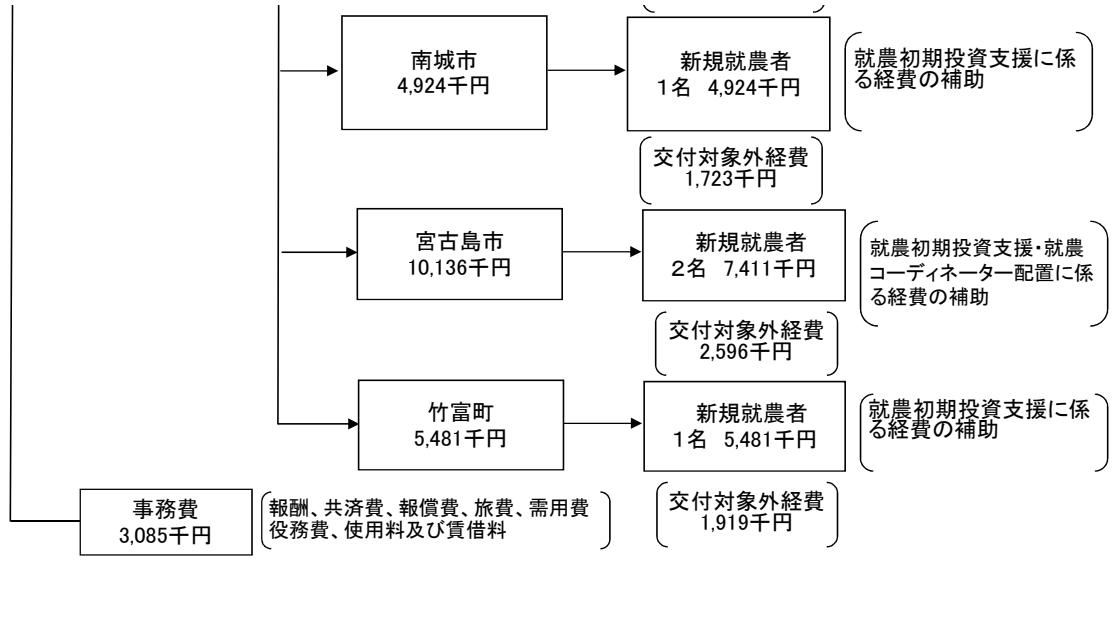 南城市
4,924千円
新規就農者
1名 4,924千円
就農初期投資支援に係
る経費の補助
交付対象外経費
1,723千円
宮古島市
10,136千円
新規就農者
2名 7,411千円
就農初期投資支援・就農
コーディネーター配置に係
る経費の補助
交付対象外経費
2,596千円
竹富町
5,481千円
新規就農者
1名 5,481千円
就農初期投資支援に係
る経費の補助
交付対象外経費
1,919千円
事務費
3,085千円
報酬、共済費、報償費、旅費、需用費
役務費、使用料及び賃借料